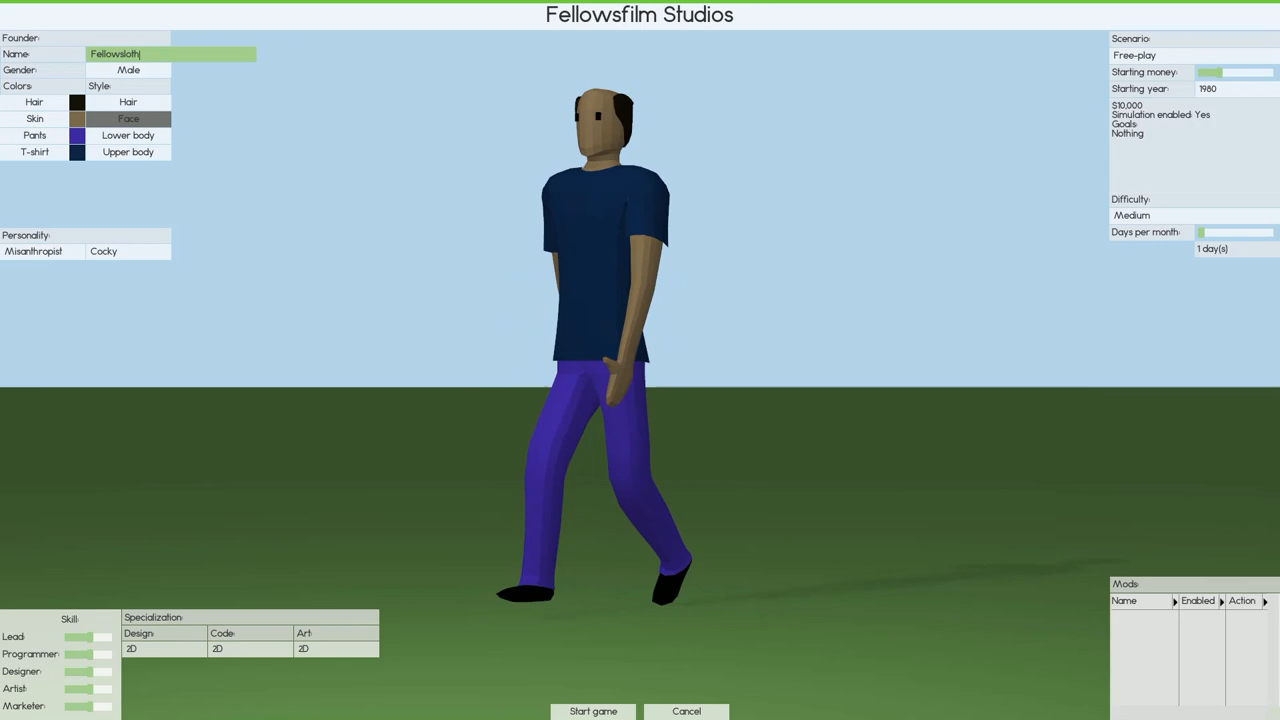 Fellowsfilm Studios
Founder:
Name: Fellowsloth
Gender: Male
Colors: Style:
Hair Hair
Skin Face
Pants Lower body
T-shirt Upper body
Personality:
Misanthropist Cocky
Scenario:
Free-play
Starting money:
Starting year: 1980
$10,000
Simulation enabled: Yes
Goals:
Nothing
Difficulty:
Medium
Days per month:
1 day(s)
Skill:
Lead:
Programmer:
Designer:
Artist:
Marketer:
Specialization:
Design: Code: Art:
2D 2D 2D
Mods:
Name Enabled Action
Start game Cancel